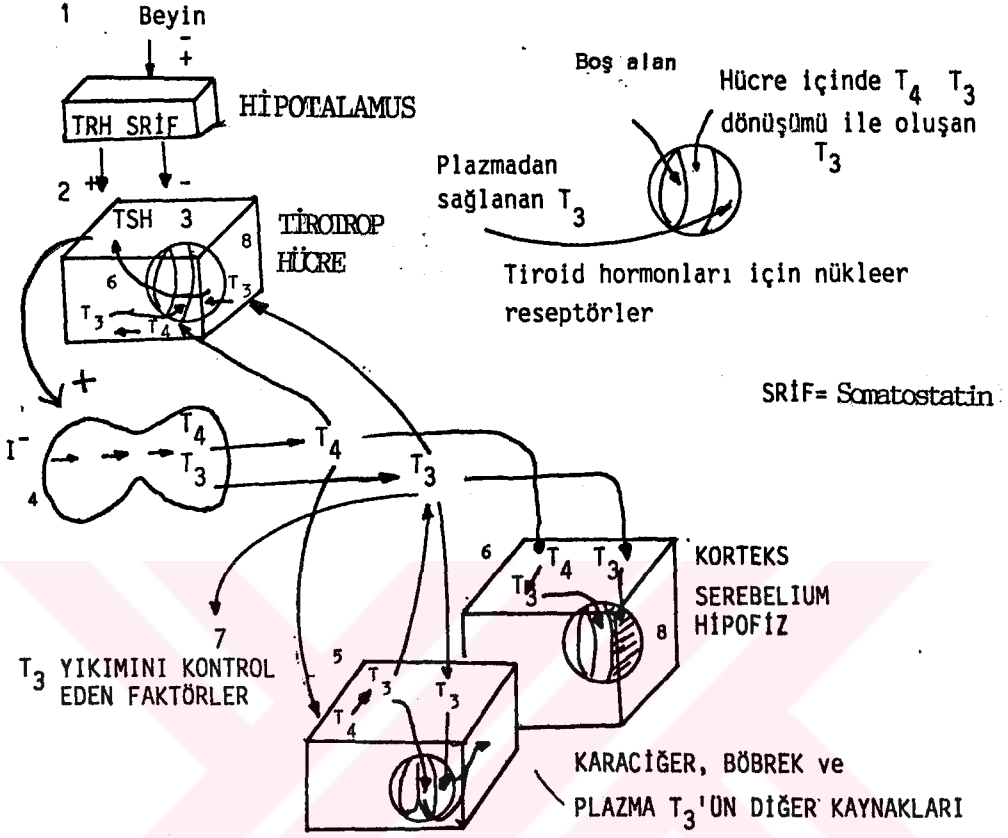 1 Beyin
-
+
HİPOTALAMUS
TRH SRİF
2 + -
TSH 3
8
TİROIROP
HÜCRE
6
T3 T4 T3
+
Boş alan
Hücre içinde T4 T3
dönüşümü ile oluşan
T3
Plazmadan
sağlanan T3
Tiroid hormonları için nükleer
reseptörler
SRİF= Somatostatin
I-
4
T4
T3
T4
T3
7
T3 YIKIMINI KONTROL
EDEN FAKTÖRLER
6
T4 T3
T3
8
KORTEKS
SEREBELIUM
HİPOFİZ
5
T3 T3
T4
KARACİĞER, BÖBREK ve
PLAZMA T3'ÜN DİĞER KAYNAKLARI